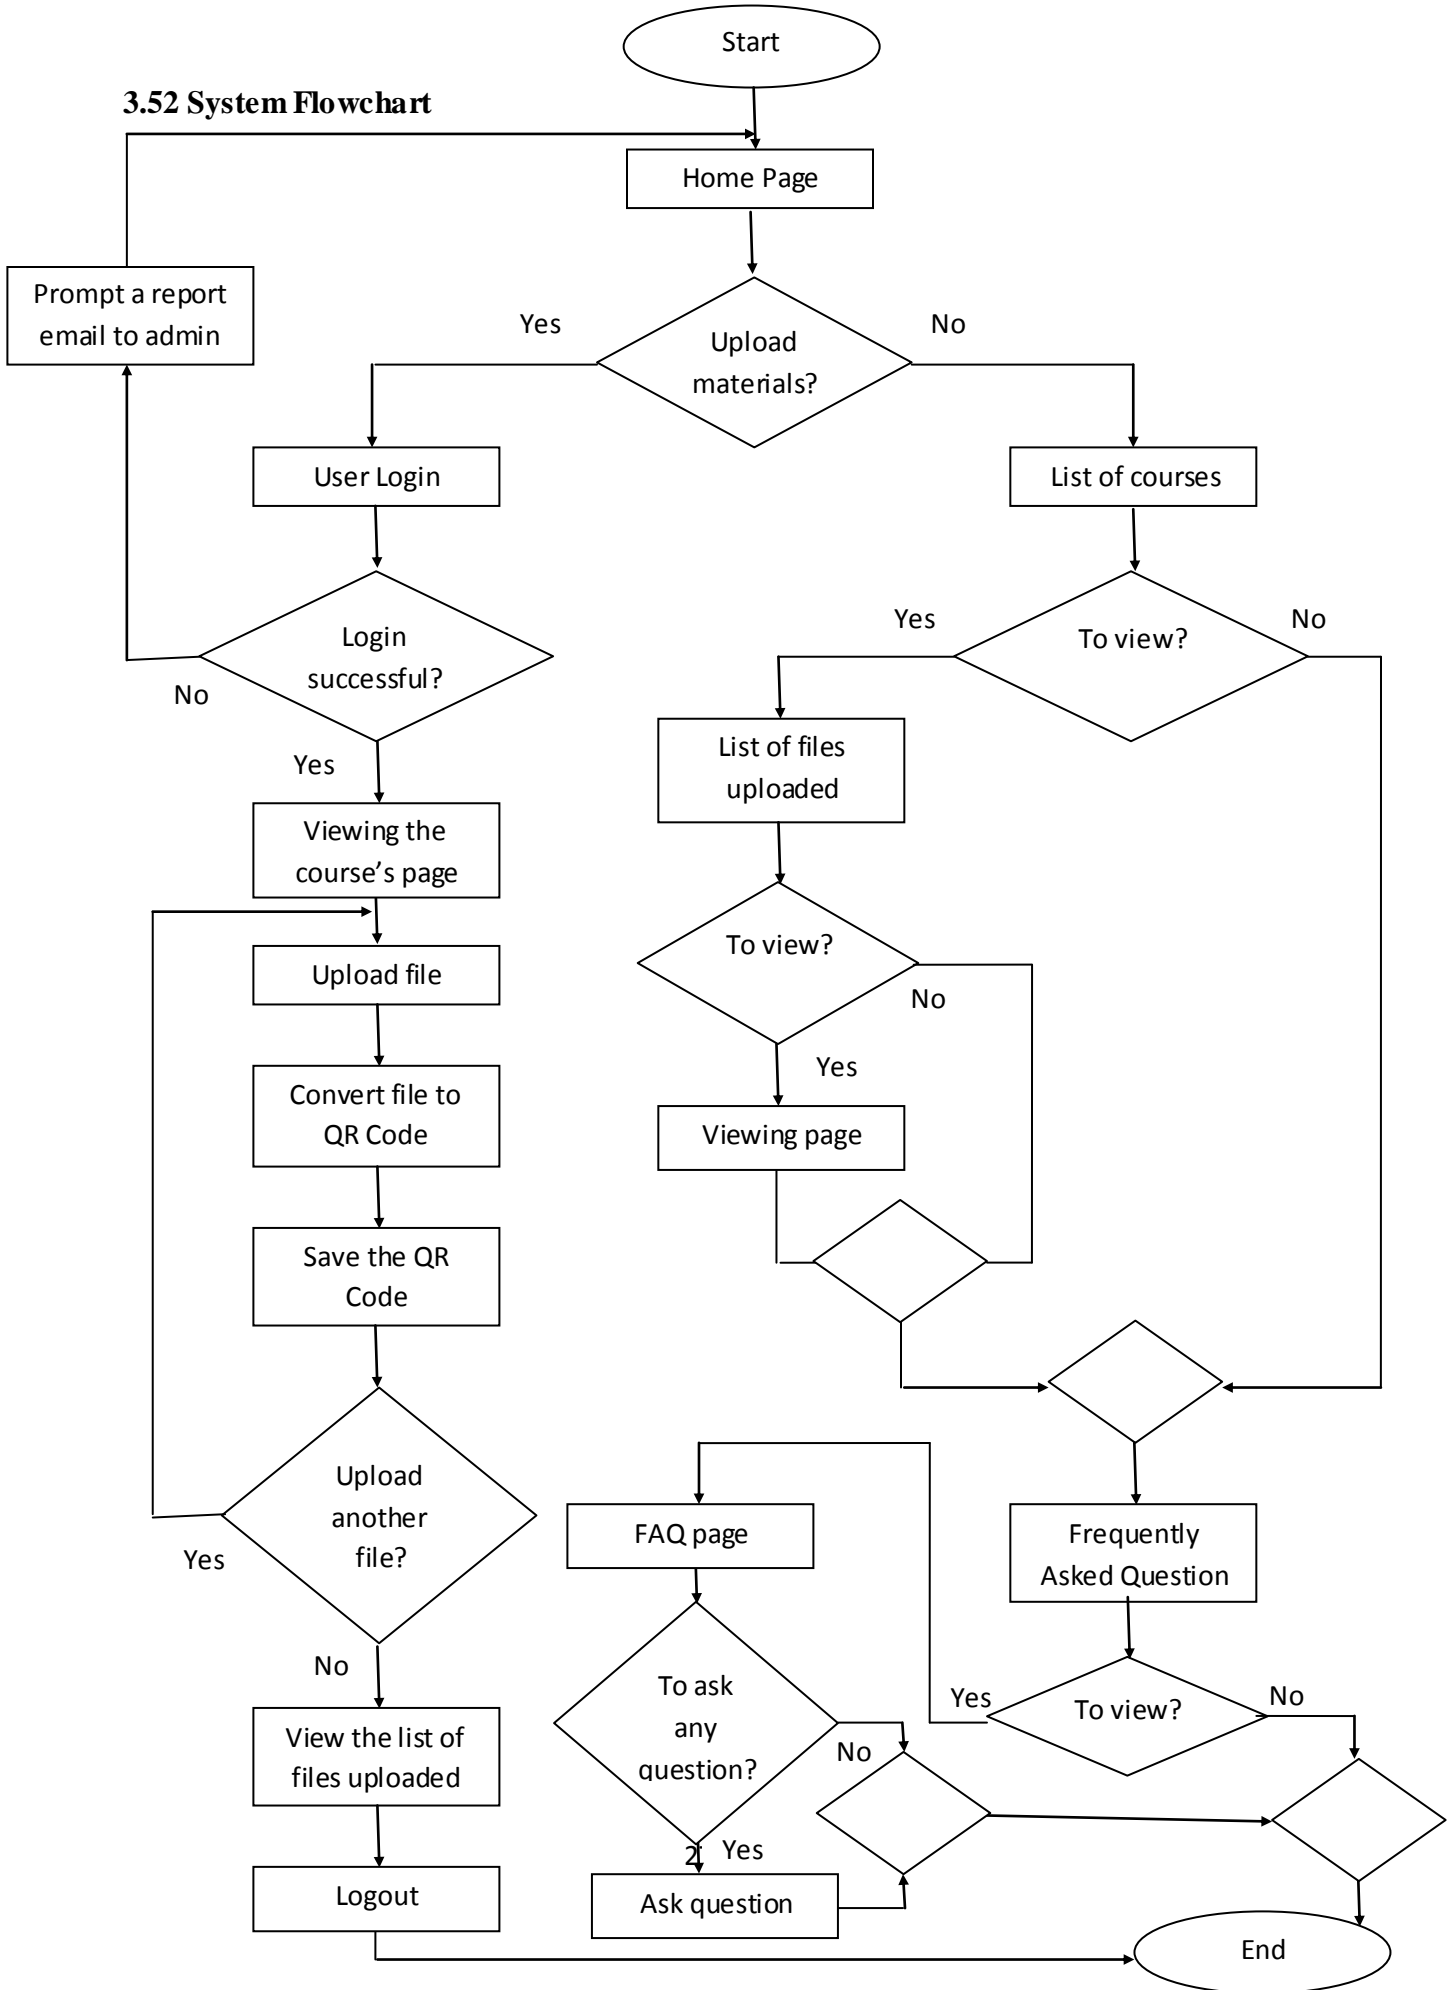 Start
3.52 System Flowchart
Home Page
Prompt a report
email to admin
Yes
No
Upload
materials?
User Login
List of courses
Login
successful?
No
Yes
To view?
No
Yes
List of files
uploaded
Viewing the
course’s page
To view?
No
Upload file
Yes
Convert file to
QR Code
Viewing page
Save the QR
Code
Upload
another
file?
Yes
FAQ page
Frequently
Asked Question
No
To ask
any
question?
Yes
To view?
No
No
View the list of
files uploaded
2
Yes
Logout
Ask question
End